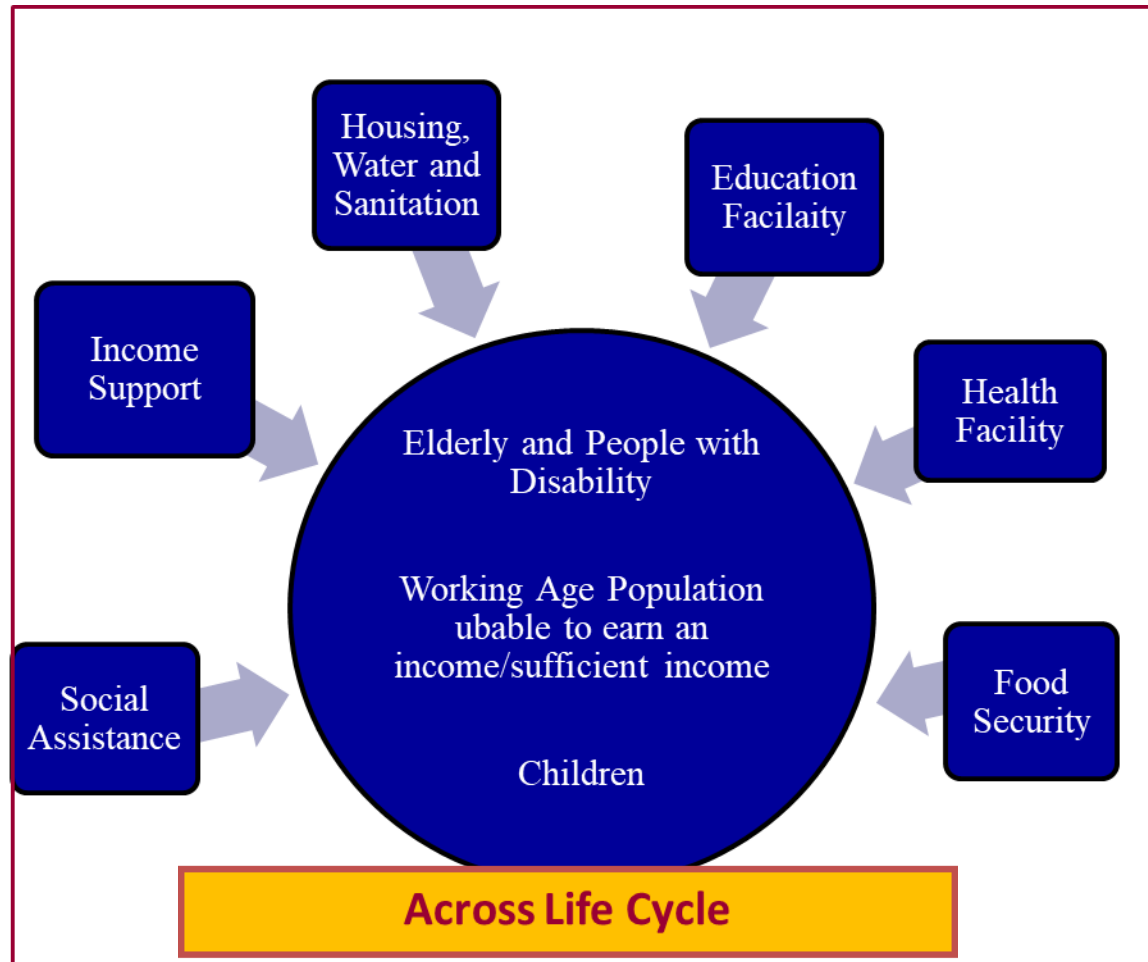 Housing,
Water and
Sanitation
Education
Facilaity
Income
Support
Health
Facility
Elderly and People with
Disability
Working Age Population
ubable to earn an
income/sufficient income
Children
Social
Assistance
Food
Security
Across Life Cycle